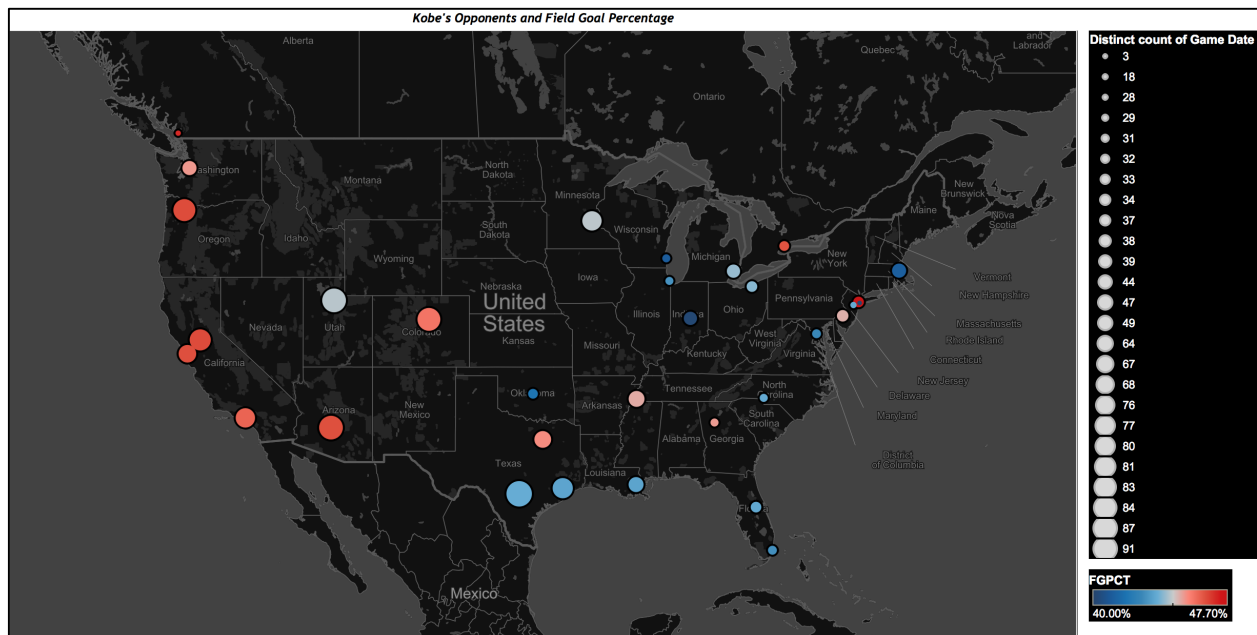 Kobe's Opponents and Field Goal Percentage
Alberta
Quebec
and
Labrador
Ontario
Washington
Montana
North
Dakota
Minnesota
New
Brunswick
Maine
Nova
Scotia
Oregon
Idaho
South
Dakota
Wisconsin
Michigan
New
York
Wyoming
Iowa
Vermont
Nebraska
New Hampshire
United
States
Pennsylvania
Massachusetts
Nevada
Utah
Colorado
Illinois
Indiana
Ohio
Rhode Island
Kansas
Missouri
West
Virginia
Virginia
Connecticut
California
Kentucky
New Jersey
Delaware
Maryland
Oklahoma
Tennessee
North
Carolina
Arizona
New
Mexico
Arkansas
South
Carolina
Alabama
Georgia
District
of Columbia
Texas
Louisiana
Florida
Mexico
Distinct count of Game Date
3
18
28
29
31
32
33
34
37
38
39
44
47
49
64
67
68
76
77
80
81
83
84
87
91
FGPCT
40.00% 47.70%